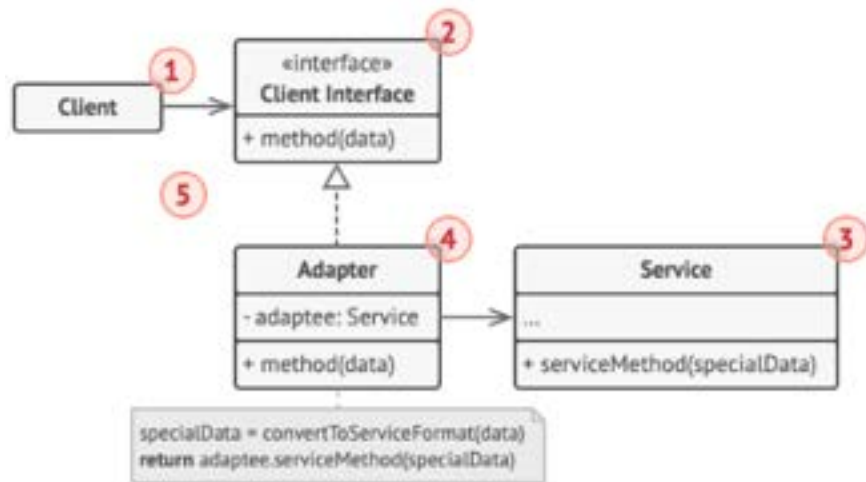 1
2
«interface»
Client Interface
Client
+ method(data)
5
4
3
Adapter
Service
- adaptee: Service
...
+ method(data)
+ serviceMethod(specialData)
specialData = convertToServiceFormat(data)
return adaptee.serviceMethod(specialData)